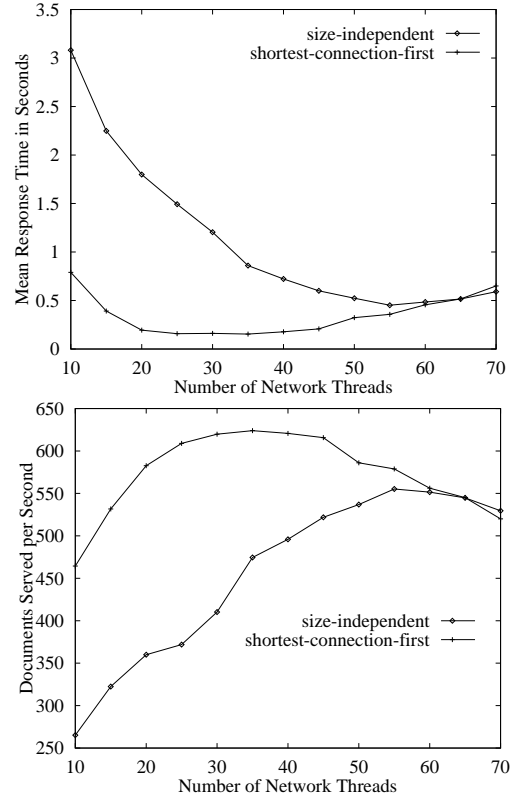 3.5
3
2.5
2
1.5
1
0.5
0
Mean Response Time in Seconds
size-independent
shortest-connection-first
10 20 30 40 50 60 70
Number of Network Threads
650
600
550
500
450
400
350
300
250
Documents Served per Second
size-independent
shortest-connection-first
10 20 30 40 50 60 70
Number of Network Threads